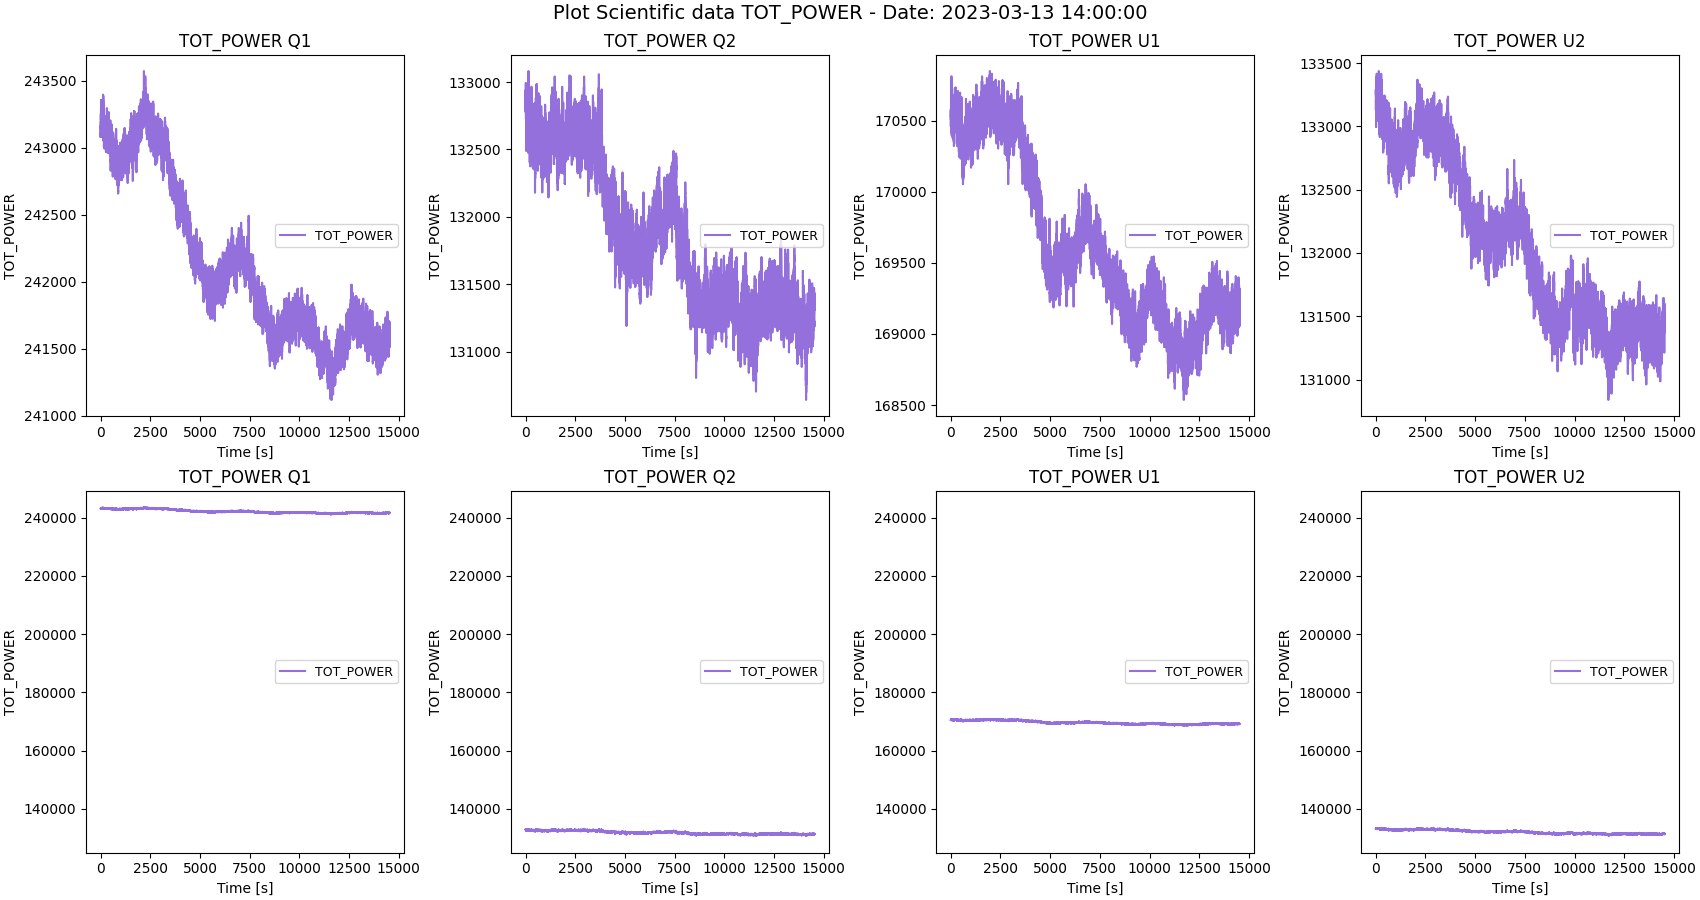 Plot Scientific data TOT_POWER - Date: 2023-03-13 14:00:00
TOT_POWER Q1
243500
243000
242500
242000
241500
241000
TOT_POWER
TOT_POWER
0 2500 5000 7500 10000 12500 15000
Time [s]
TOT_POWER Q2
133000
132500
132000
131500
131000
TOT_POWER
TOT_POWER
0 2500 5000 7500 10000 12500 15000
Time [s]
TOT_POWER U1
170500
170000
169500
169000
168500
TOT_POWER
TOT_POWER
0 2500 5000 7500 10000 12500 15000
Time [s]
TOT_POWER U2
133500
133000
132500
132000
131500
131000
TOT_POWER
TOT_POWER
0 2500 5000 7500 10000 12500 15000
Time [s]
TOT_POWER Q1
240000
220000
200000
180000
160000
140000
TOT_POWER
TOT_POWER
0 2500 5000 7500 10000 12500 15000
Time [s]
TOT_POWER Q2
240000
220000
200000
180000
160000
140000
TOT_POWER
TOT_POWER
0 2500 5000 7500 10000 12500 15000
Time [s]
TOT_POWER U1
240000
220000
200000
180000
160000
140000
TOT_POWER
TOT_POWER
0 2500 5000 7500 10000 12500 15000
Time [s]
TOT_POWER U2
240000
220000
200000
180000
160000
140000
TOT_POWER
TOT_POWER
0 2500 5000 7500 10000 12500 15000
Time [s]